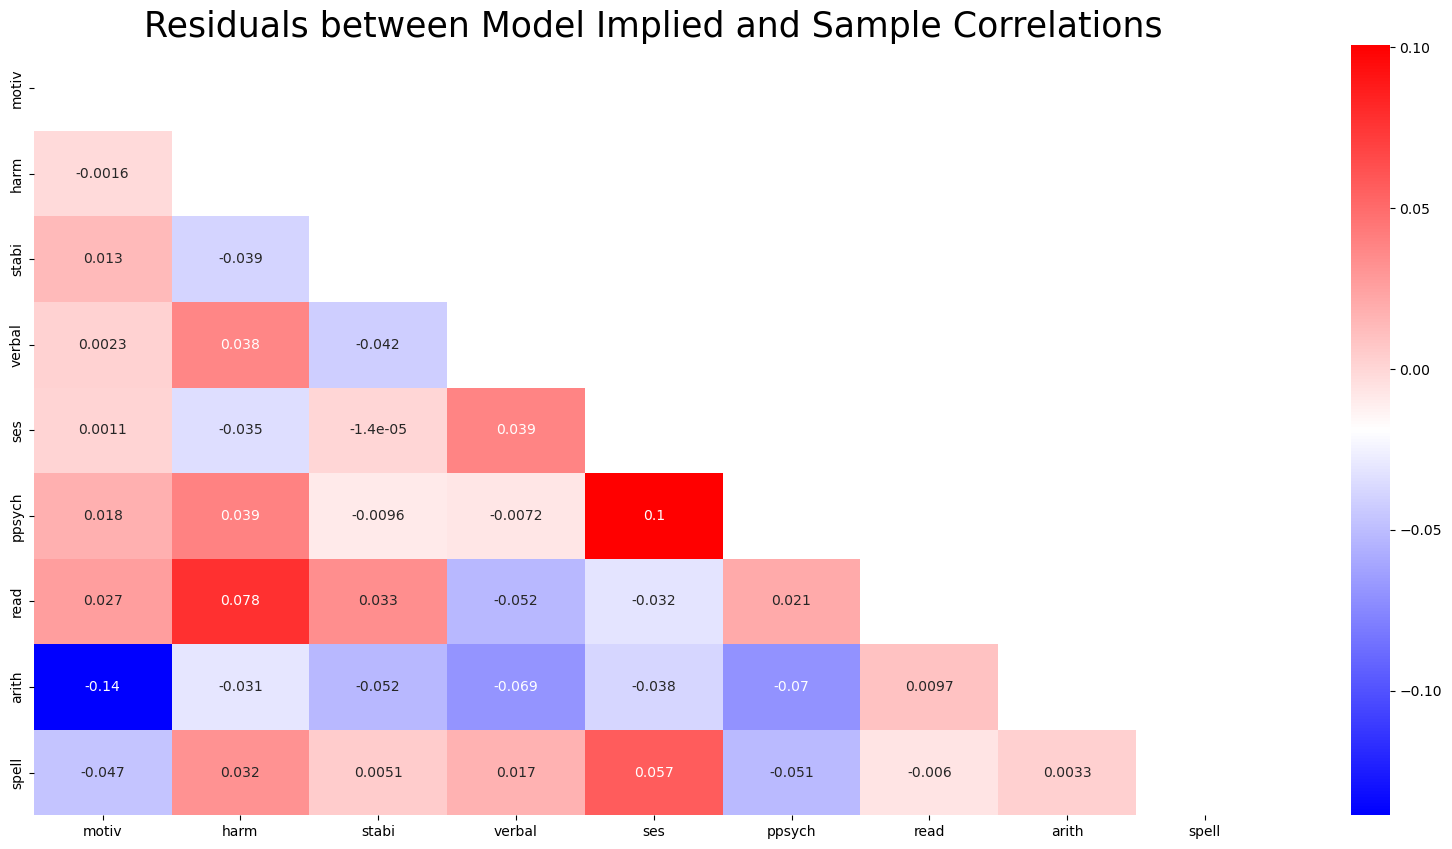 Residuals between Model Implied and Sample Correlations
motiv
harm -0.0016
stabi 0.013 -0.039
verbal 0.0023 0.038 -0.042
ses 0.0011 -0.035 -1.4e-05 0.039
ppsych 0.018 0.039 -0.0096 -0.0072 0.1
read 0.027 0.078 0.033 -0.052 -0.032 0.021
arith -0.14 -0.031 -0.052 -0.069 -0.038 -0.07 0.0097
spell -0.047 0.032 0.0051 0.017 0.057 -0.051 -0.006 0.0033
motiv harm stabi verbal ses ppsych read arith spell
0.10
0.05
0.00
−0.05
−0.10